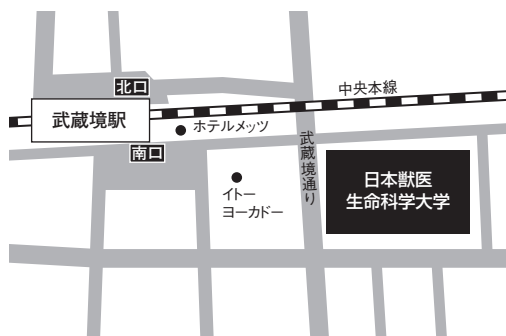 北口
中央本線
武蔵境駅
ホテルメッツ
南口
武蔵境通り
イトー
ヨーカドー
日本獣医
生命科学大学